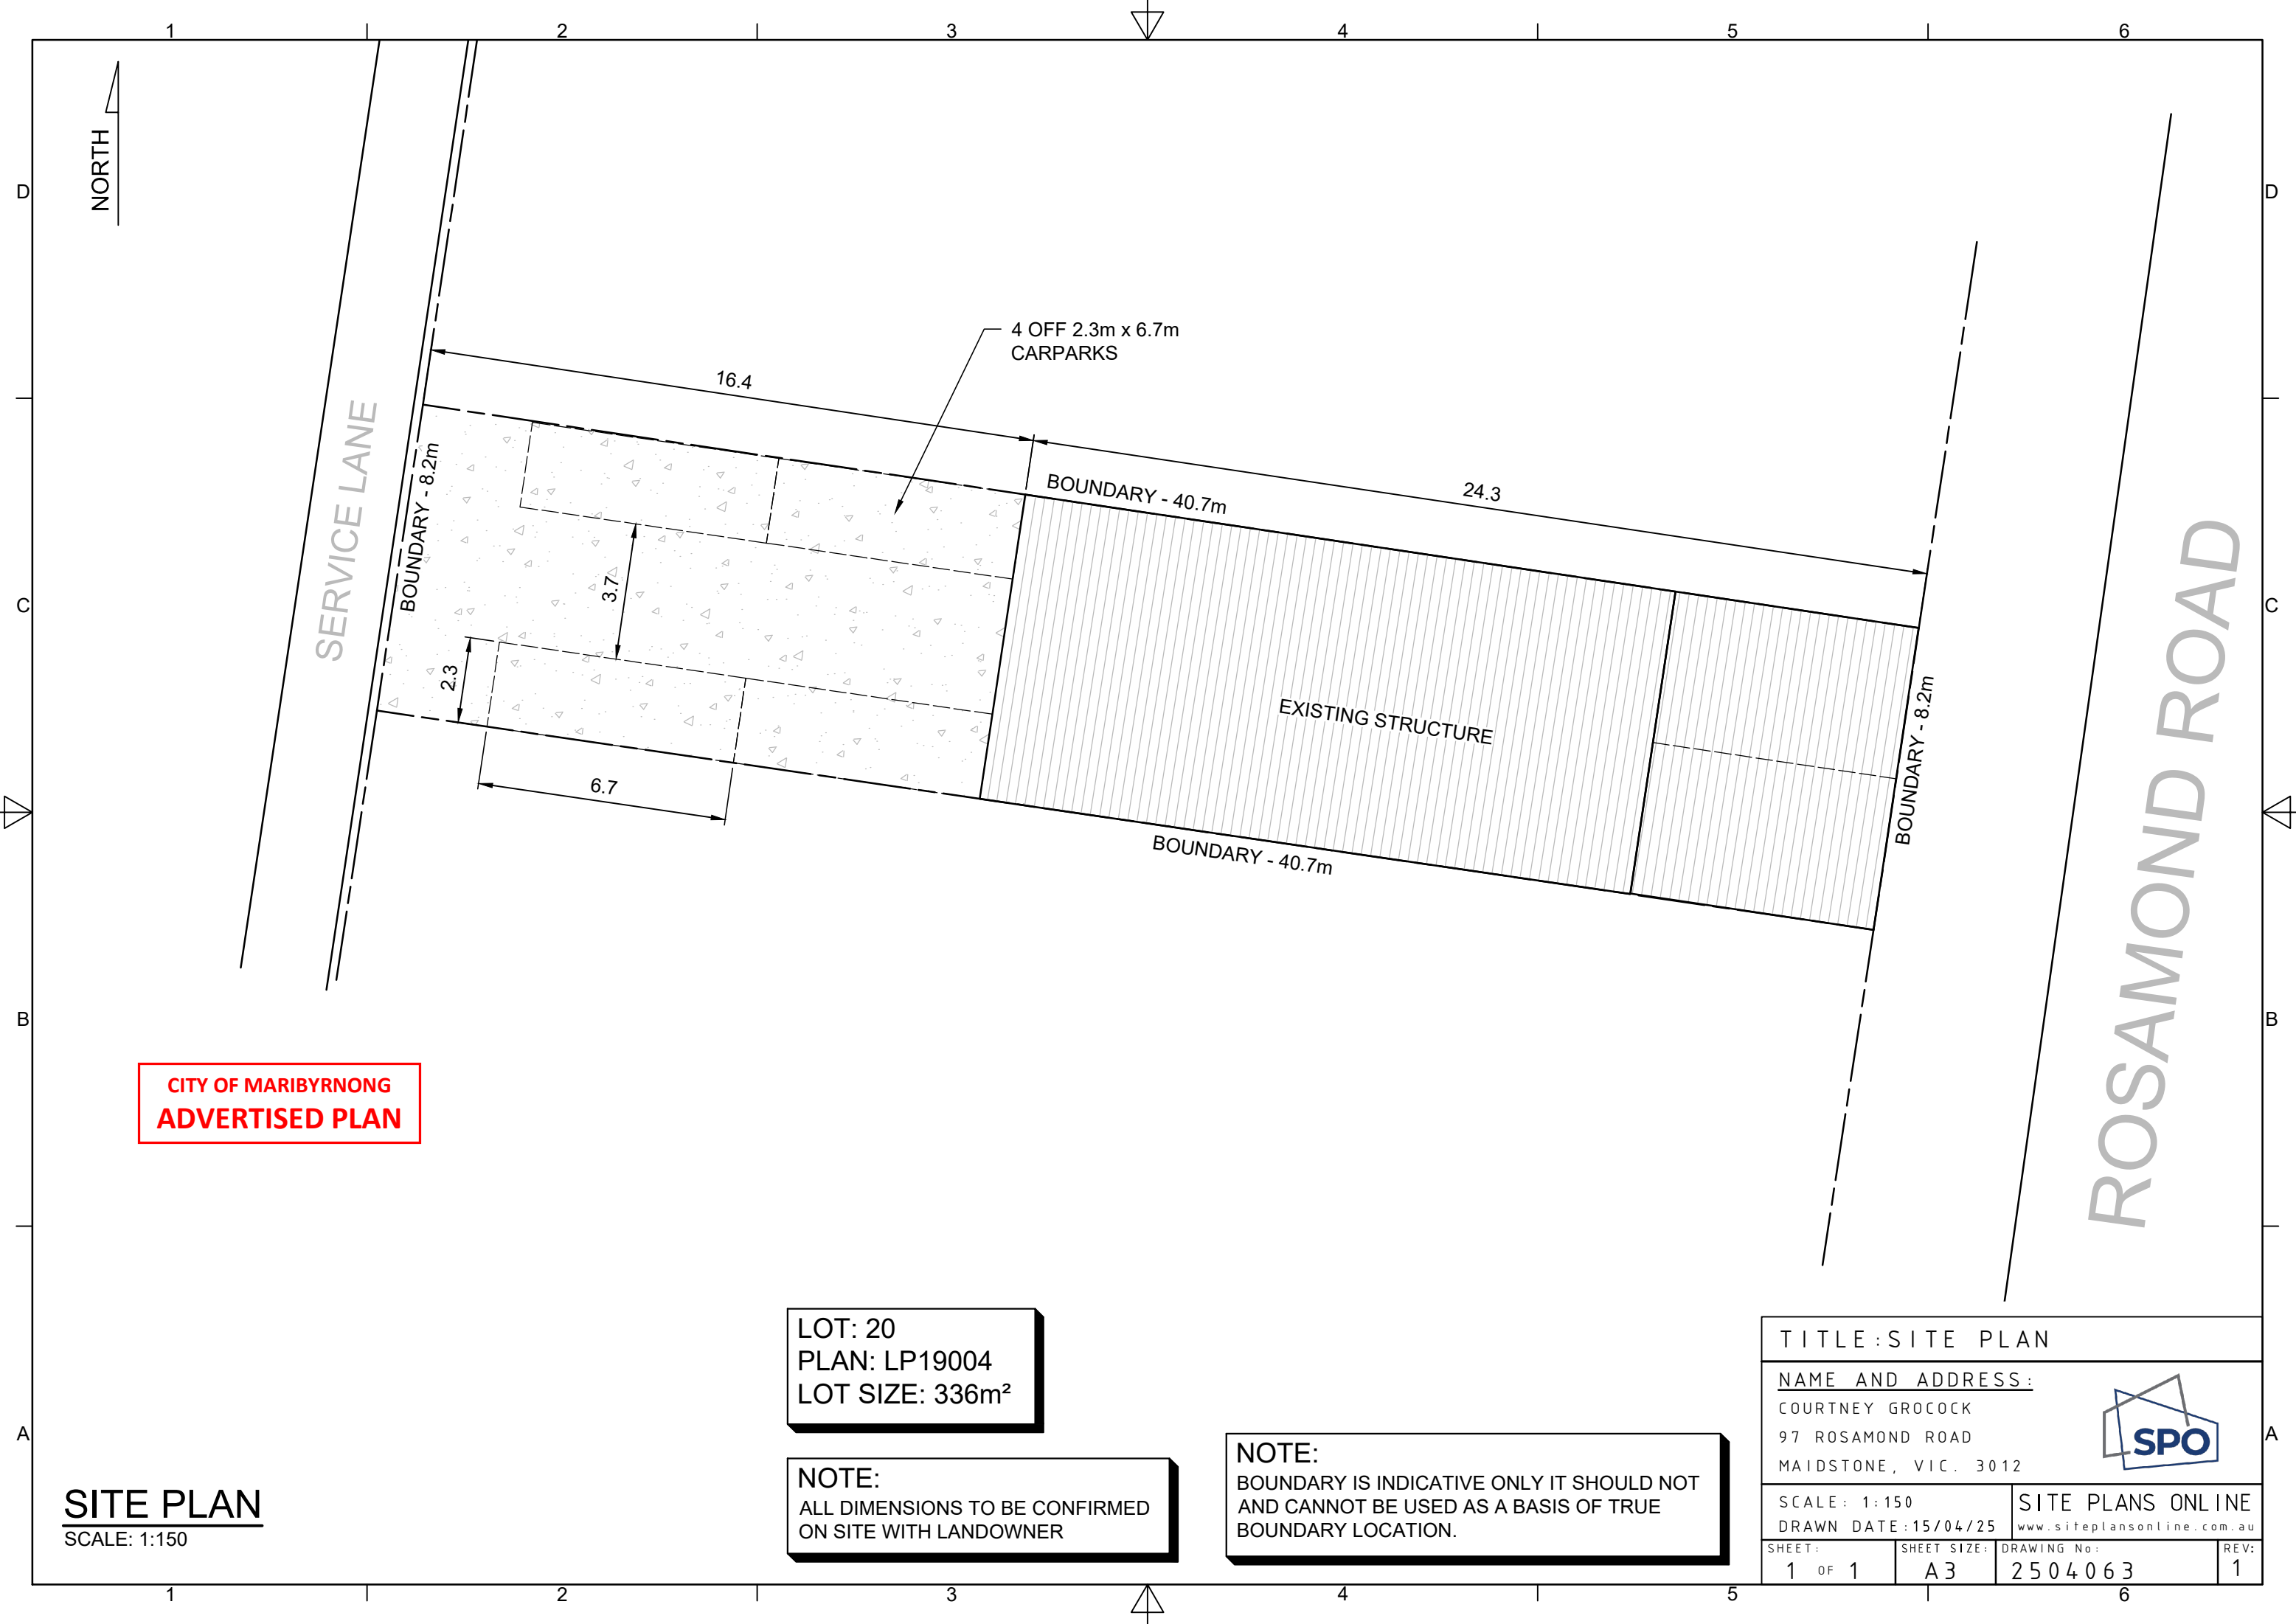 1 2 3 4 5 6
D D
C C
B B
A A
1 2 3 4 5 6
NORTH
SERVICE LANE
BOUNDARY - 8.2m
16.4
4 OFF 2.3m x 6.7m
CARPARKS
BOUNDARY - 40.7m
24.3
3.7
2.3
6.7
EXISTING STRUCTURE
BOUNDARY - 40.7m
BOUNDARY - 8.2m
ROSAMOND ROAD
CITY OF MARIBYRNONG
ADVERTISED PLAN
SITE PLAN
SCALE: 1:150
LOT: 20
PLAN: LP19004
LOT SIZE: 336m²
NOTE:
ALL DIMENSIONS TO BE CONFIRMED
ON SITE WITH LANDOWNER
NOTE:
BOUNDARY IS INDICATIVE ONLY IT SHOULD NOT
AND CANNOT BE USED AS A BASIS OF TRUE
BOUNDARY LOCATION.
TITLE:SITE PLAN
NAME AND ADDRESS:
COURTNEY GROCOCK
97 ROSAMOND ROAD
MAIDSTONE, VIC. 3012
SPO
SCALE: 1:150
DRAWN DATE:15/04/25
SITE PLANS ONLINE
www.siteplansonline.com.au
SHEET:
1 OF 1
SHEET SIZE:
A3
DRAWING No:
2504063
REV:
1